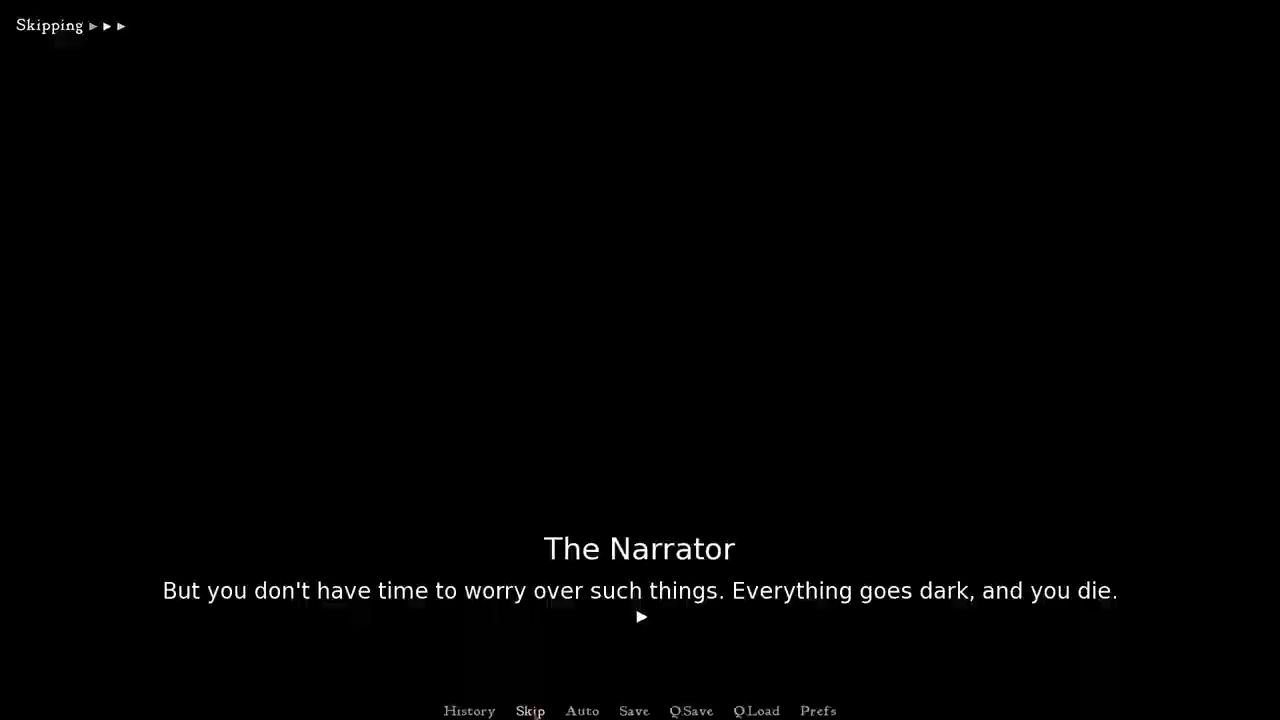 Skipping ▸ ▸ ▸
The Narrator
But you don't have time to worry over such things. Everything goes dark, and you die.
History Skip Auto Save Q.Save Q.Load Prefs